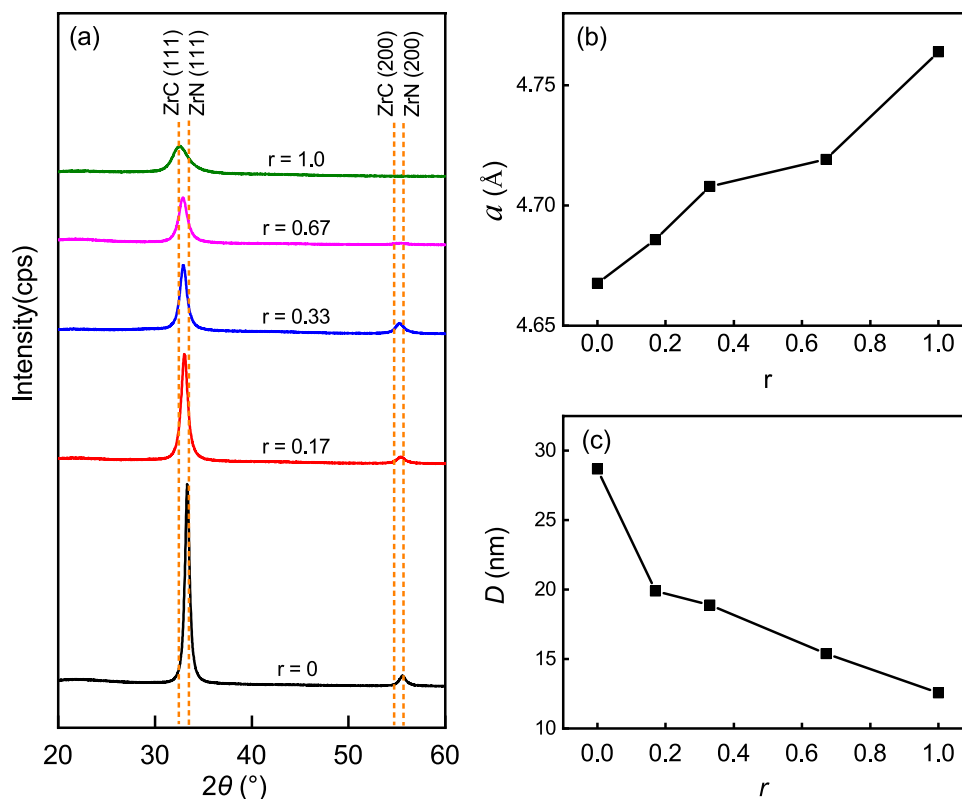 (a)
ZrC (111)
ZrN (111)
ZrC (200)
ZrN (200)
r = 1.0
r = 0.67
r = 0.33
r = 0.17
r = 0
Intensity(cps)
20 30 40 50 60
2θ (°)
(b)
4.75
4.70
4.65
a (Å)
0.0 0.2 0.4 0.6 0.8 1.0
r
(c)
30
25
20
15
10
D (nm)
0.0 0.2 0.4 0.6 0.8 1.0
r